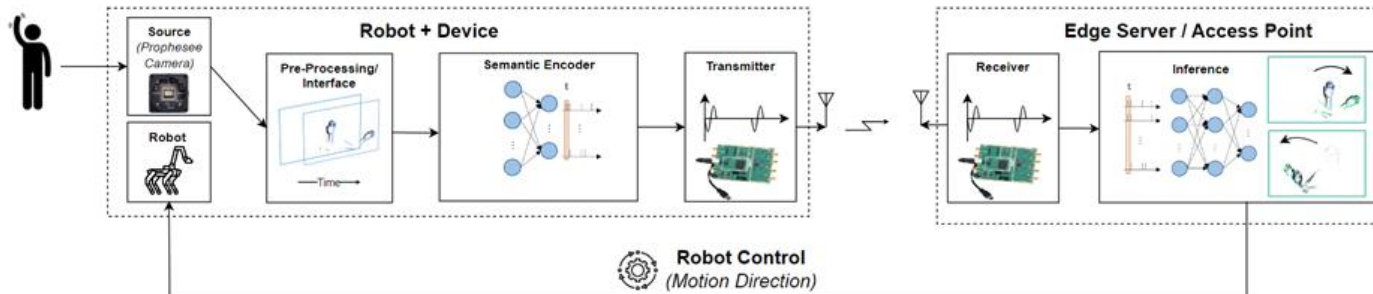 Robot + Device
Source
(Prophesee
Camera)
Robot
Pre-Processing/
Interface
Time
Semantic Encoder
t
Transmitter
Edge Server / Access Point
Receiver
Inference
t
Robot Control
(Motion Direction)